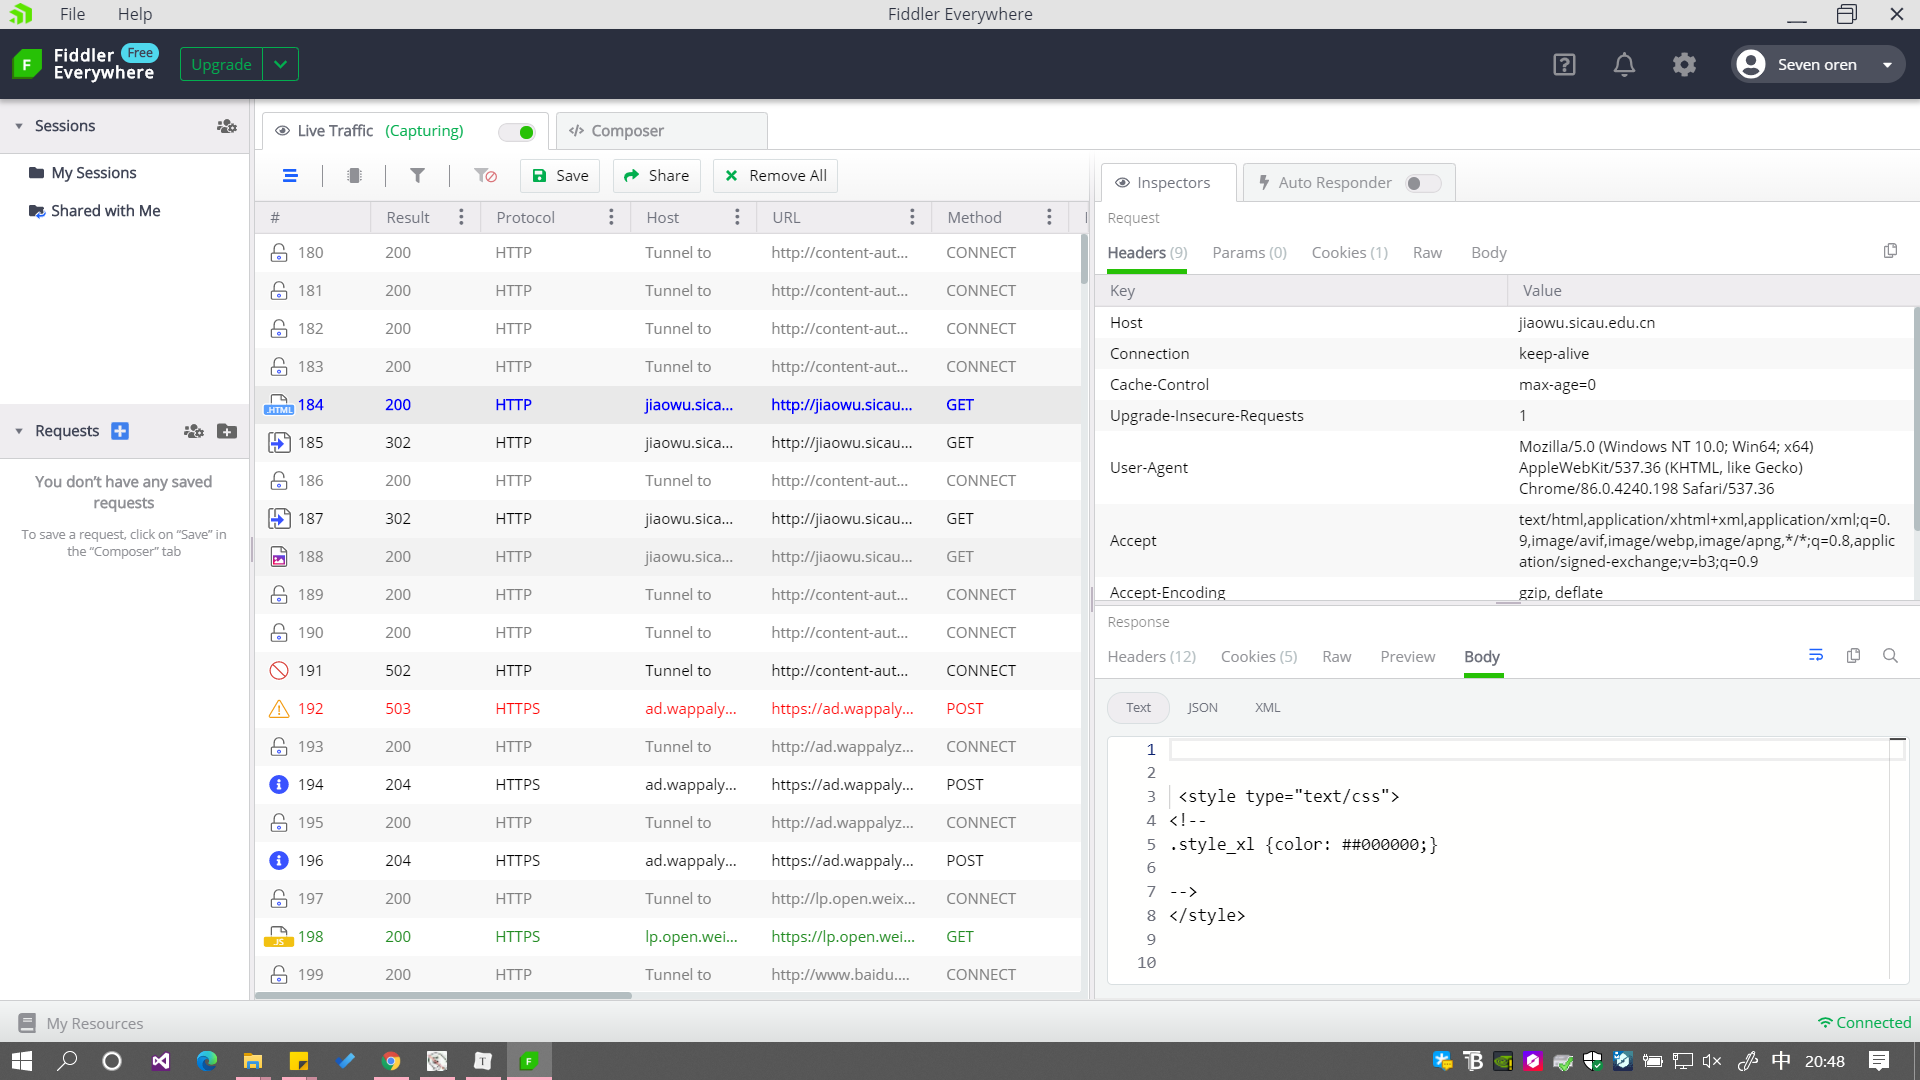 File Help Fiddler Everywhere
Fiddler Free
Everywhere
Upgrade
Seven oren
Sessions
My Sessions
Shared with Me
Requests
You don't have any saved
requests
To save a request, click on “Save” in
the “Composer” tab
Live Traffic (Capturing)
Composer
Save Share Remove All
# Result Protocol Host URL Method
180 200 HTTP Tunnel to http://content-aut... CONNECT
181 200 HTTP Tunnel to http://content-aut... CONNECT
182 200 HTTP Tunnel to http://content-aut... CONNECT
183 200 HTTP Tunnel to http://content-aut... CONNECT
.HTML 184 200 HTTP jiaowu.sica... http://jiaowu.sicau... GET
185 302 HTTP jiaowu.sica... http://jiaowu.sicau... GET
186 200 HTTP Tunnel to http://content-aut... CONNECT
187 302 HTTP jiaowu.sica... http://jiaowu.sicau... GET
188 200 HTTP jiaowu.sica... http://jiaowu.sicau... GET
189 200 HTTP Tunnel to http://content-aut... CONNECT
190 200 HTTP Tunnel to http://content-aut... CONNECT
191 502 HTTP Tunnel to http://content-aut... CONNECT
192 503 HTTPS ad.wappaly... https://ad.wappaly... POST
193 200 HTTP Tunnel to http://ad.wappalyz... CONNECT
194 204 HTTPS ad.wappaly... https://ad.wappaly... POST
195 200 HTTP Tunnel to http://ad.wappalyz... CONNECT
196 204 HTTPS ad.wappaly... https://ad.wappaly... POST
197 200 HTTP Tunnel to http://lp.open.weix... CONNECT
JS 198 200 HTTPS lp.open.wei... https://lp.open.wei... GET
199 200 HTTP Tunnel to http://www.baidu.... CONNECT
Inspectors
Auto Responder
Request
Headers (9) Params (0) Cookies (1) Raw Body
Key Value
Host jiaowu.sicau.edu.cn
Connection keep-alive
Cache-Control max-age=0
Upgrade-Insecure-Requests 1
User-Agent
Mozilla/5.0 (Windows NT 10.0; Win64; x64)
AppleWebKit/537.36 (KHTML, like Gecko)
Chrome/86.0.4240.198 Safari/537.36
Accept
text/html,application/xhtml+xml,application/xml;q=0.
9,image/avif,image/webp,image/apng,*/*;q=0.8,applic
ation/signed-exchange;v=b3;q=0.9
Accept-Encoding gzip, deflate
Response
Headers (12) Cookies (5) Raw Preview Body
Text JSON XML
1
2
3 <style type="text/css">
4 <!--
5 .style_xl {color: ##000000;}
6
7 -->
8 </style>
9
10
My Resources
Connected
中 20:48